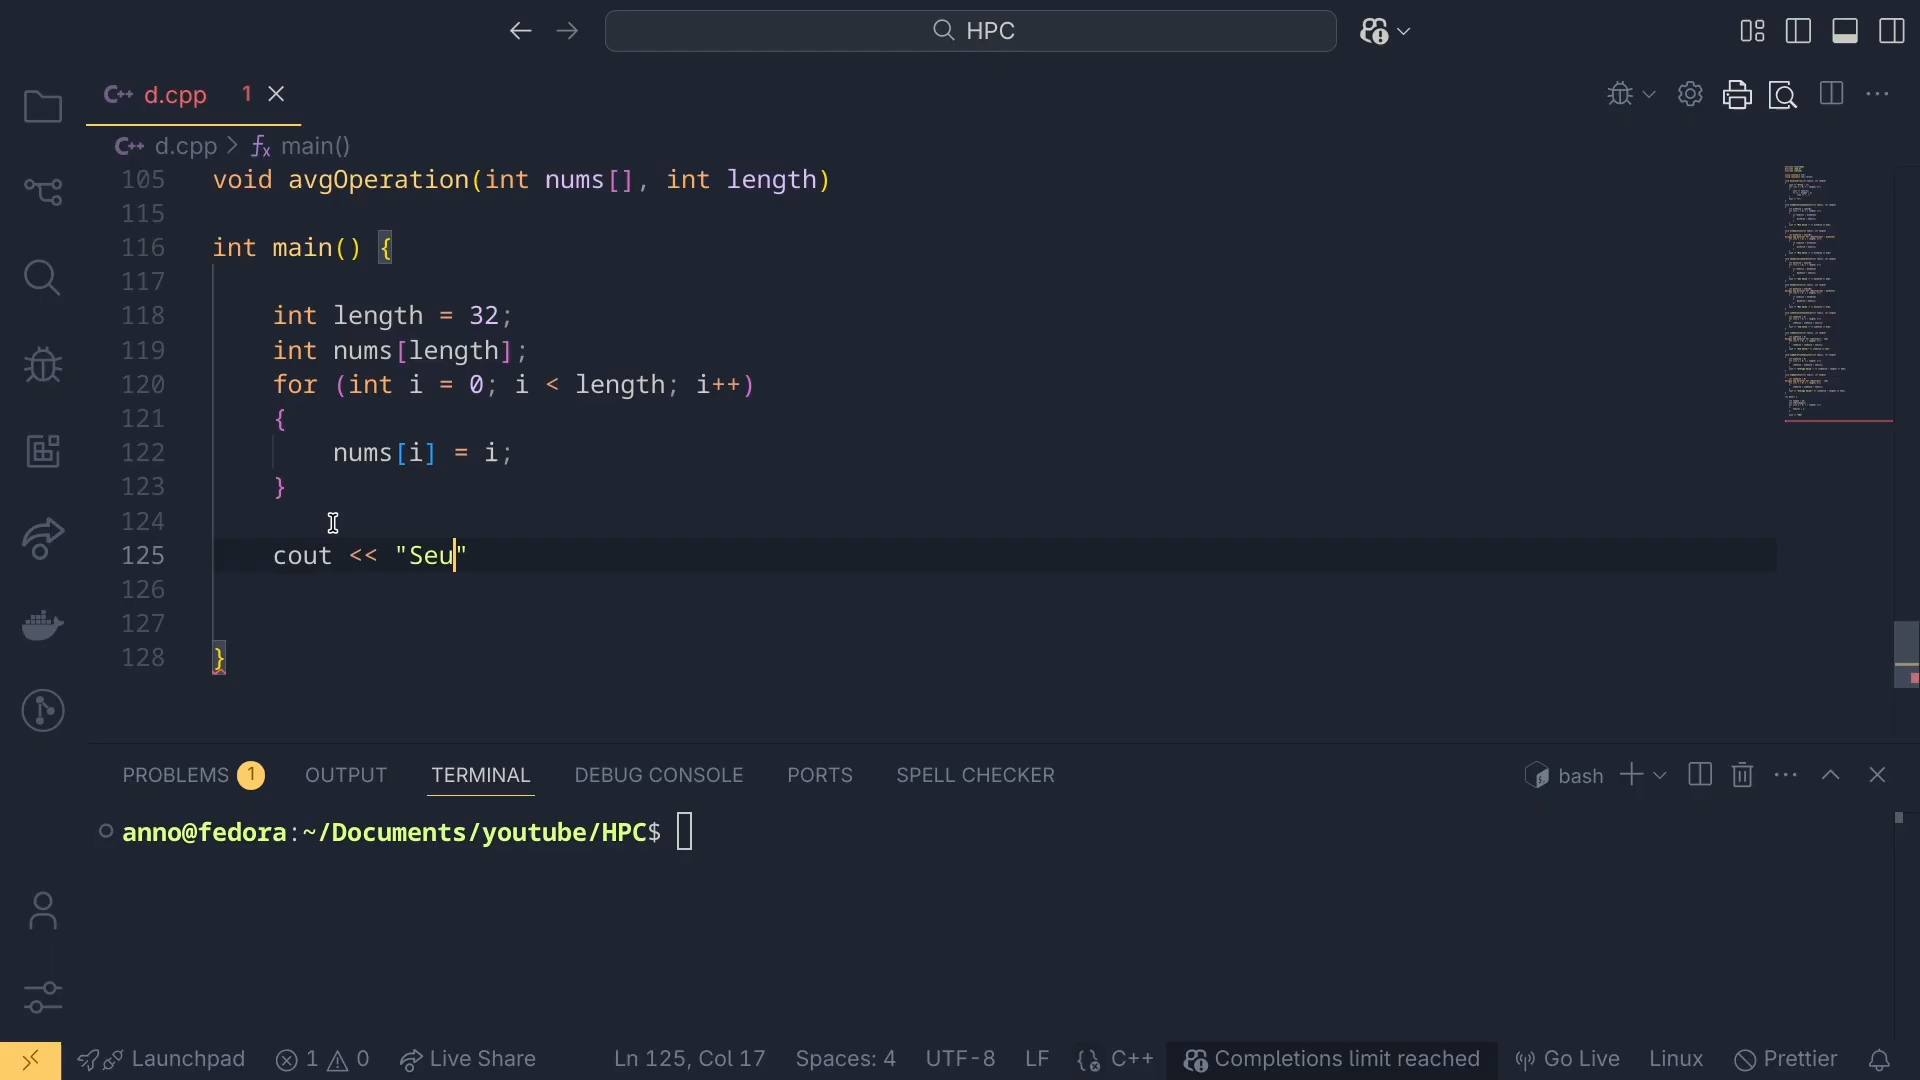 HPC
C++ d.cpp 1
C++ d.cpp > fx main()
105 void avgOperation(int nums[], int length)
115
116 int main() {
117
118 int length = 32;
119 int nums[length];
120 for (int i = 0; i < length; i++)
121 {
122 nums[i] = i;
123 }
124
125 cout << "Seu"
126
127
128 }
PROBLEMS 1 OUTPUT TERMINAL DEBUG CONSOLE PORTS SPELL CHECKER bash
anno@fedora:~/Documents/youtube/HPC$
Launchpad 1 0 Live Share Ln 125, Col 17 Spaces: 4 UTF-8 LF C++ Completions limit reached Go Live Linux Prettier